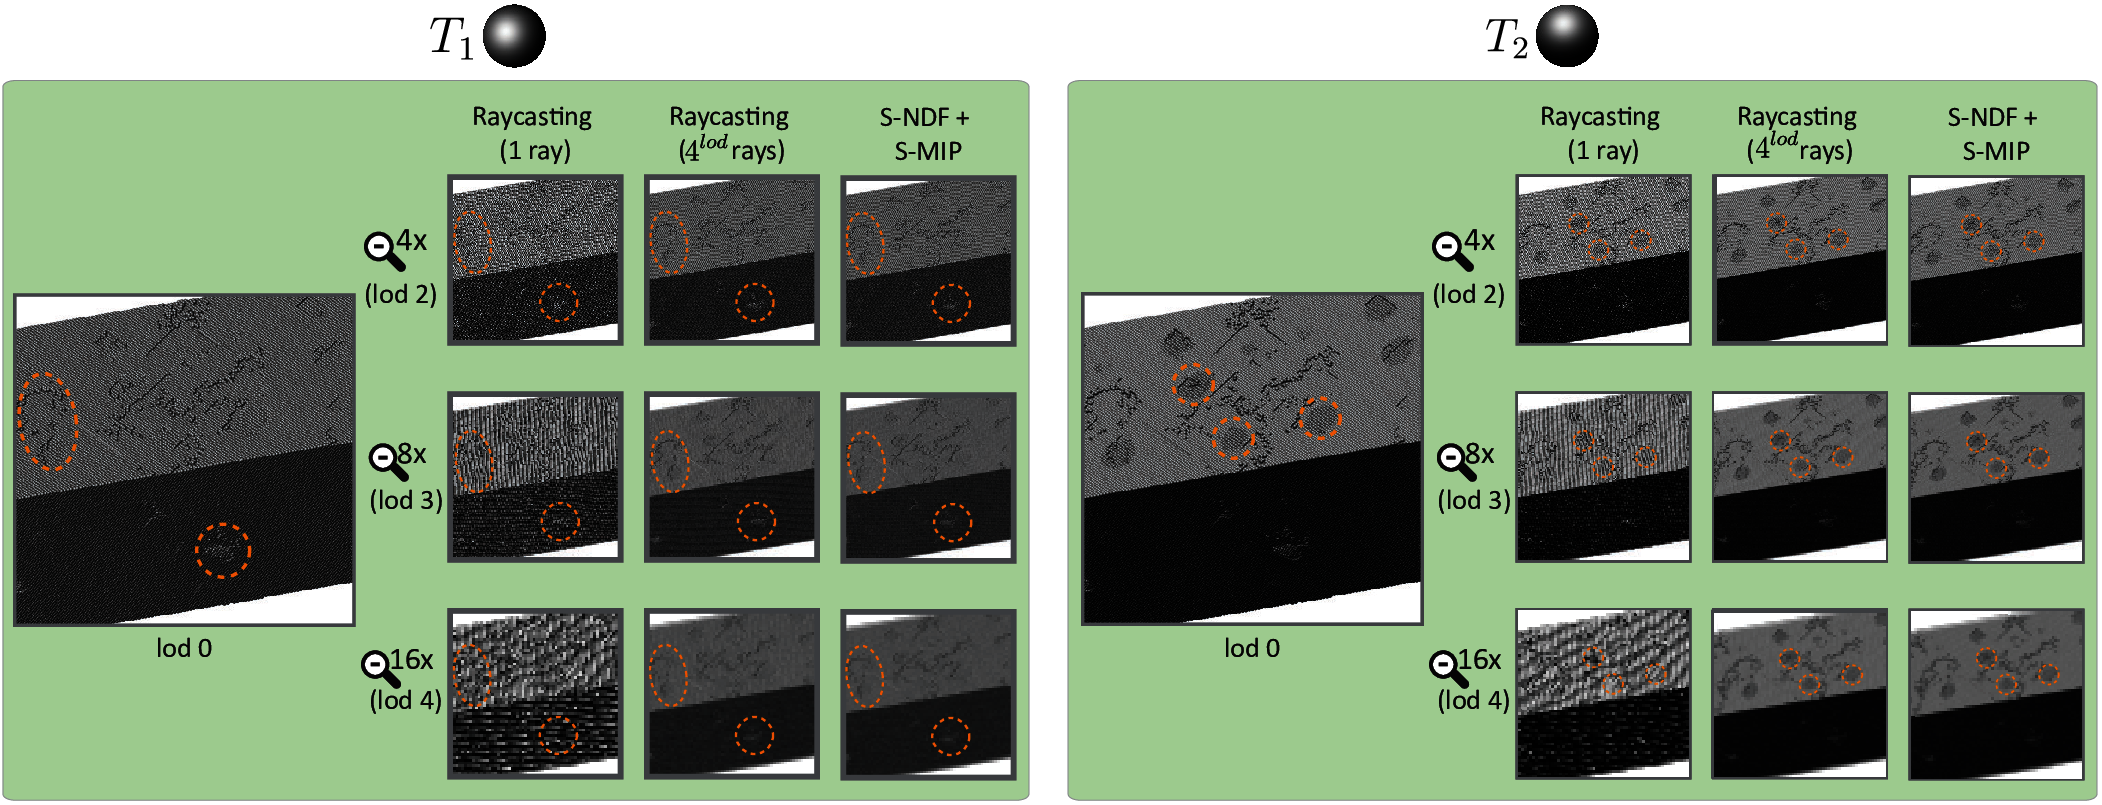 T1
Raycasting
(1 ray)
Raycasting
(4^lod rays)
S-NDF +
S-MIP
4x
(lod 2)
8x
(lod 3)
16x
(lod 4)
lod 0
T2
Raycasting
(1 ray)
Raycasting
(4^lod rays)
S-NDF +
S-MIP
4x
(lod 2)
8x
(lod 3)
16x
(lod 4)
lod 0